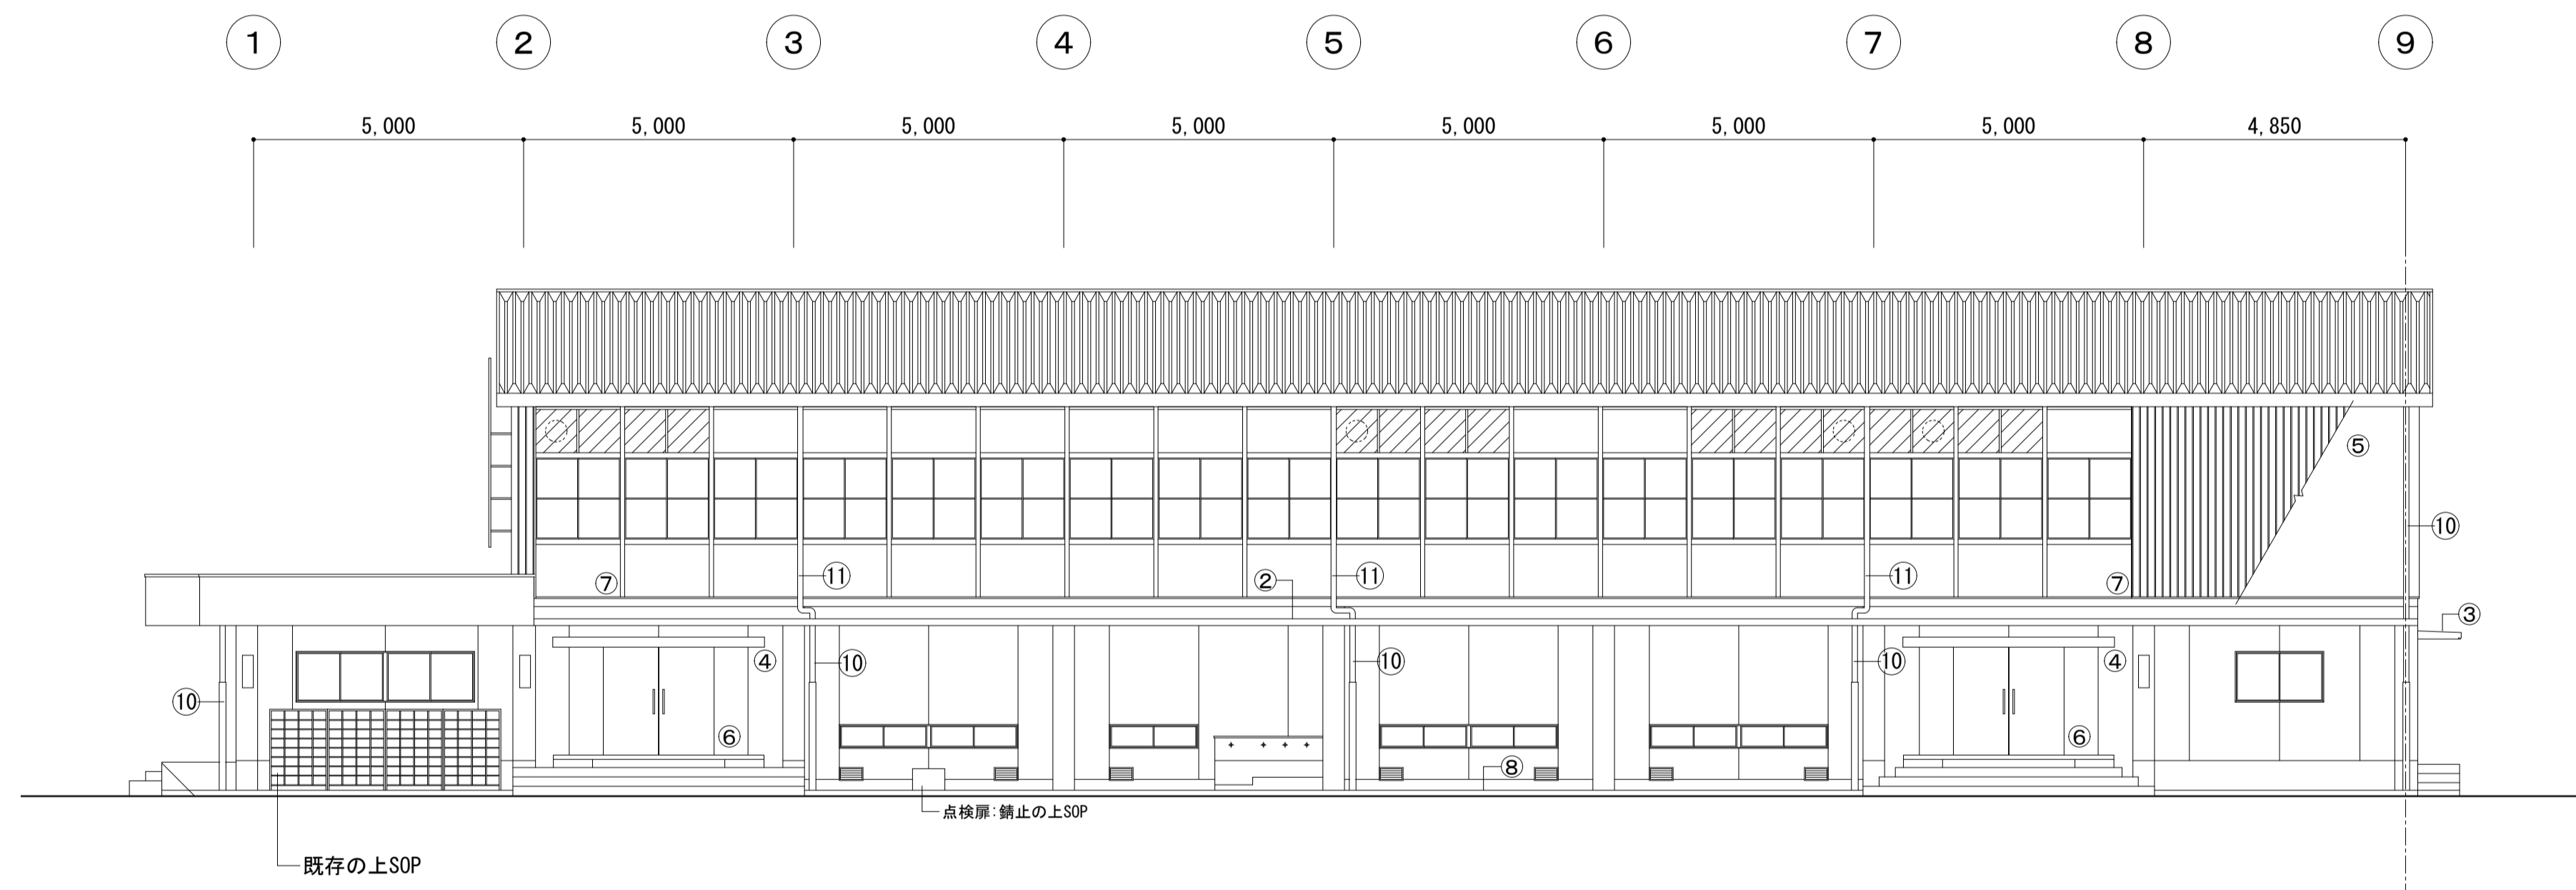 ① ② ③ ④ ⑤ ⑥ ⑦ ⑧ ⑨
5,000 5,000 5,000 5,000 5,000 5,000 5,000 4,850
⑤
⑩
⑪ ⑪ ⑪
⑦ ② ⑦
③
④ ⑩ ⑩ ⑩ ④
⑩
⑥ ⑥
⑧
点検扉:錆止の上SOP
既存の上SOP